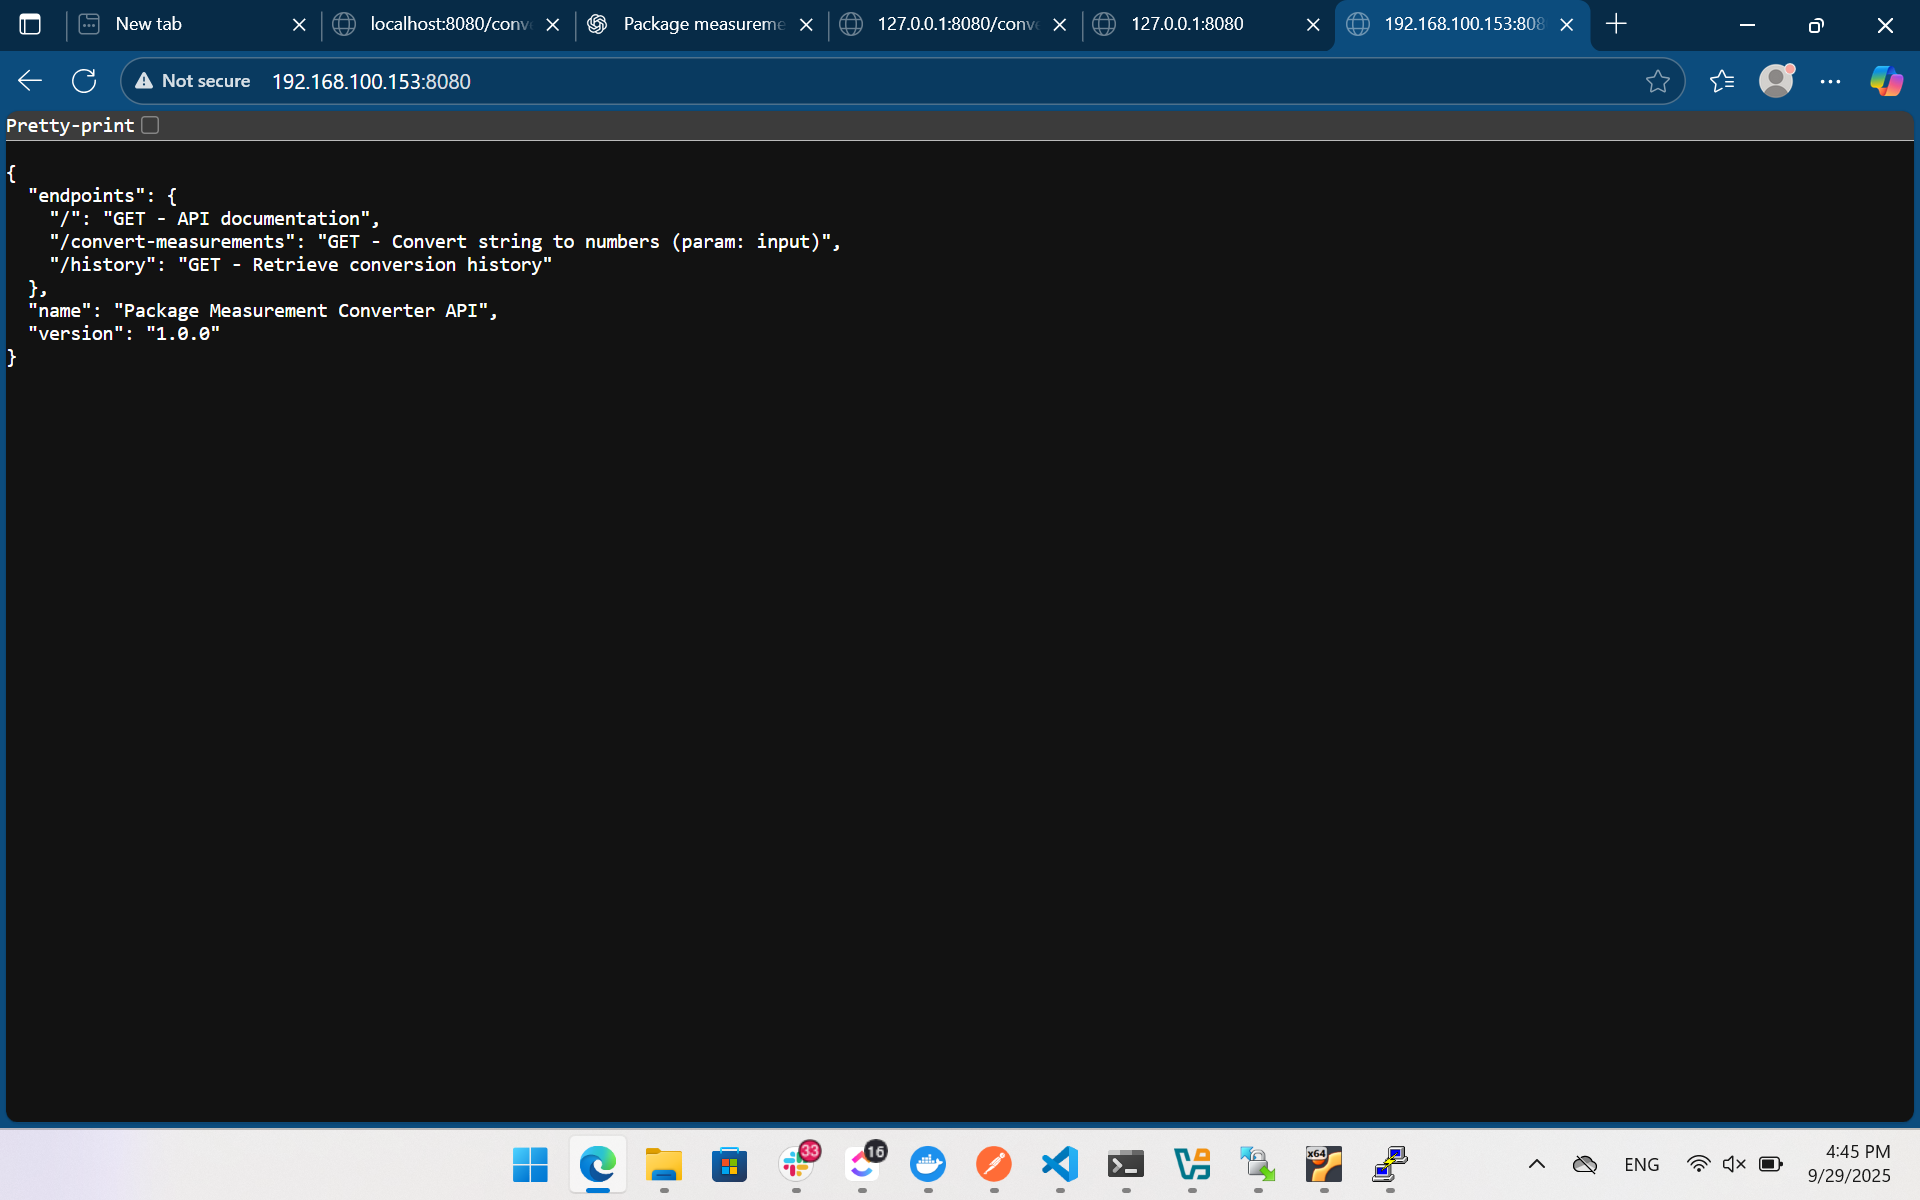 New tab
localhost:8080/conv
Package measureme
127.0.0.1:8080/conv
127.0.0.1:8080
192.168.100.153:808
Not secure
192.168.100.153:8080
Pretty-print
{
"endpoints": {
"/": "GET - API documentation",
"/convert-measurements": "GET - Convert string to numbers (param: input)",
"/history": "GET - Retrieve conversion history"
},
"name": "Package Measurement Converter API",
"version": "1.0.0"
}
33
16
x64
ENG
4:45 PM
9/29/2025